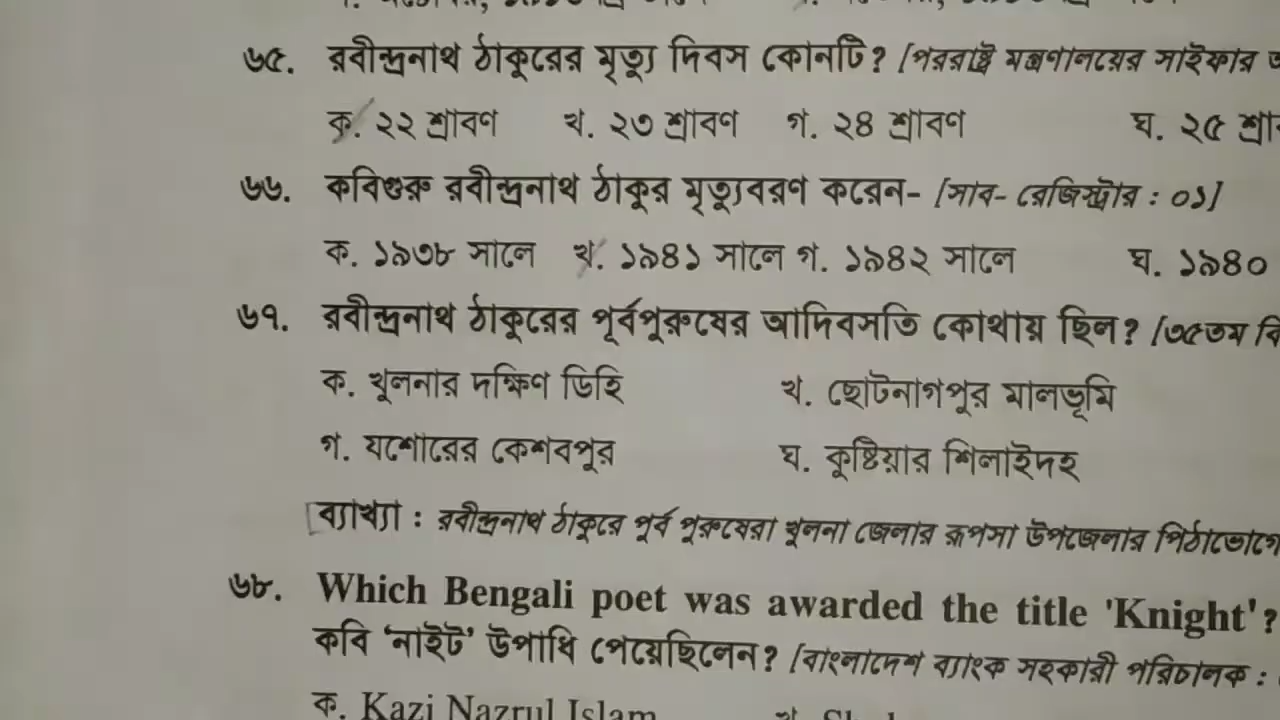 ৬৫. রবীন্দ্রনাথ ঠাকুরের মৃত্যু দিবস কোনটি? [পররাষ্ট্র মন্ত্রণালয়ের সাইফার
ক. ২২ শ্রাবণ খ. ২৩ শ্রাবণ গ. ২৪ শ্রাবণ ঘ. ২৫
৬৬. কবিগুরু রবীন্দ্রনাথ ঠাকুর মৃত্যুবরণ করেন- [সাব- রেজিস্ট্রার : ০১]
ক. ১৯৩৮ সালে খ. ১৯৪১ সালে গ. ১৯৪২ সালে ঘ. ১৯৪০
৬৭. রবীন্দ্রনাথ ঠাকুরের পূর্বপুরুষের আদিবসতি কোথায় ছিল? [৩৫তম বি
ক. খুলনার দক্ষিণ ডিহি খ. ছোটনাগপুর মালভূমি
গ. যশোরের কেশবপুর ঘ. কুষ্টিয়ার শিলাইদহ
[ব্যাখ্যা : রবীন্দ্রনাথ ঠাকুরে পূর্ব পুরুষেরা খুলনা জেলার রূপসা উপজেলার পিঠাভোগে
৬৮. Which Bengali poet was awarded the title 'Knight'?
কবি ‘নাইট’ উপাধি পেয়েছিলেন? [বাংলাদেশ ব্যাংক সহকারী পরিচালক :
ক. Kazi Nazrul Islam খ.